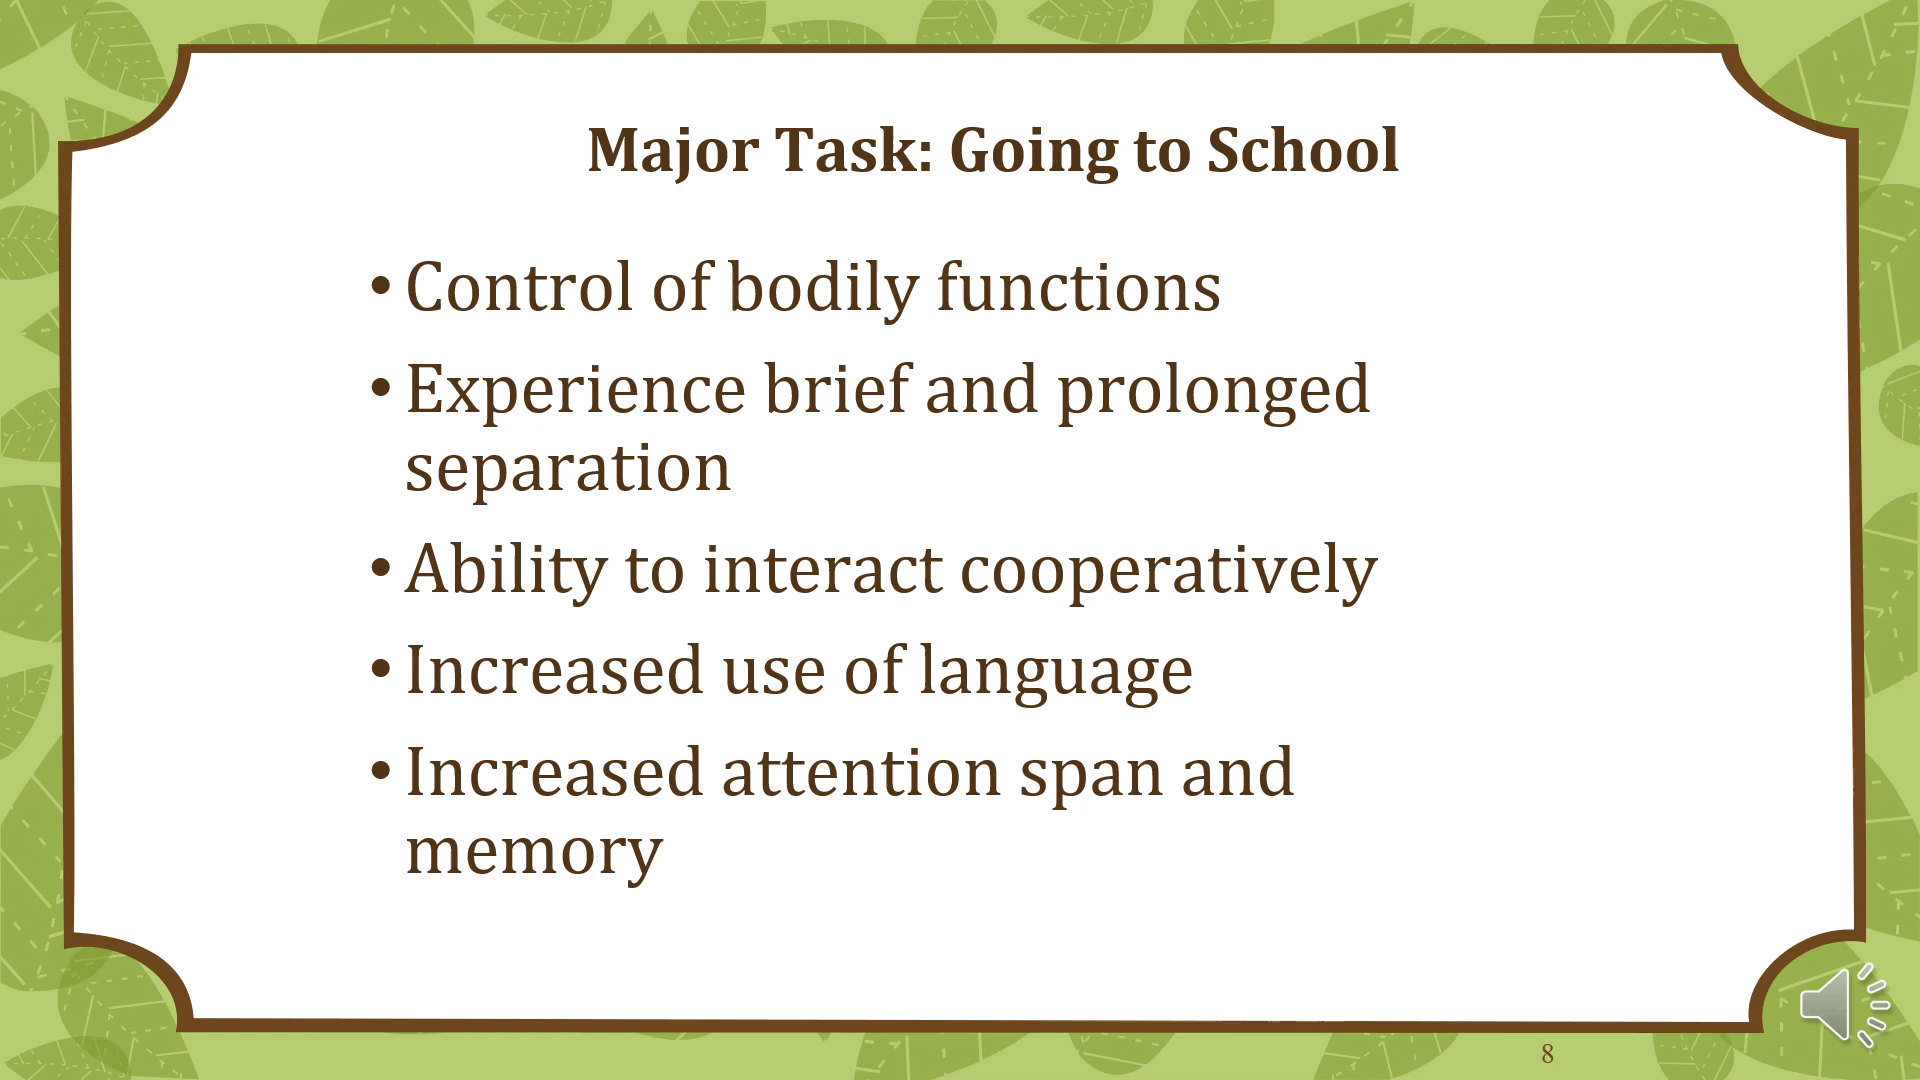 Major Task: Going to School
• Control of bodily functions
• Experience brief and prolonged
separation
• Ability to interact cooperatively
• Increased use of language
• Increased attention span and
memory
8